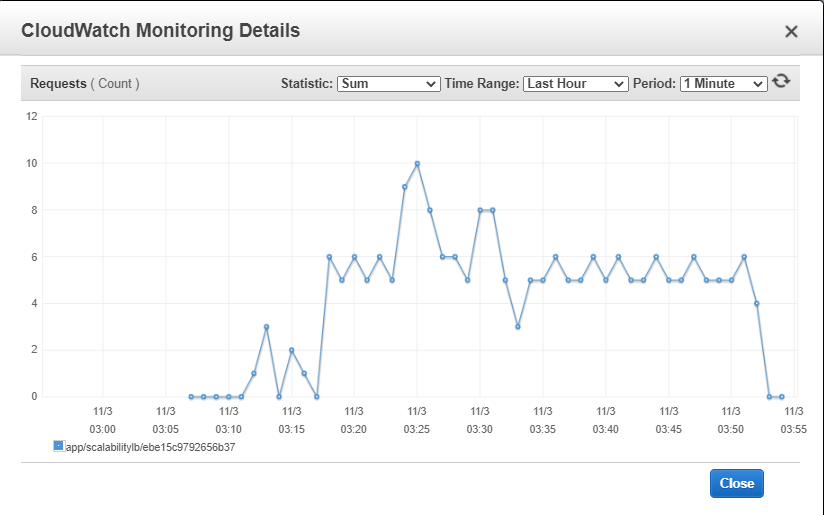 CloudWatch Monitoring Details
Requests ( Count ) Statistic: Sum Time Range: Last Hour Period: 1 Minute
12
10
8
6
4
2
0
11/3 11/3 11/3 11/3 11/3 11/3 11/3 11/3 11/3 11/3 11/3 11/3
03:00 03:05 03:10 03:15 03:20 03:25 03:30 03:35 03:40 03:45 03:50 03:55
app/scalabilitylb/ebe15c9792656b37
Close